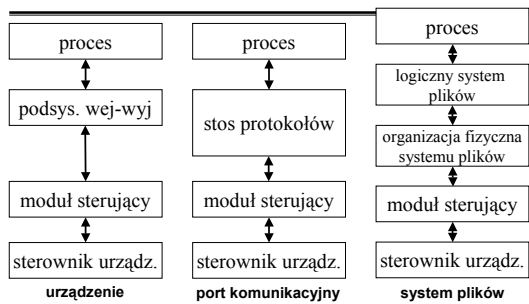 proces
podsys. wej-wyj
moduł sterujący
sterownik urządz.
urządzenie
proces
stos protokołów
moduł sterujący
sterownik urządz.
port komunikacyjny
proces
logiczny system
plików
organizacja fizyczna
systemu plików
moduł sterujący
sterownik urządz.
system plików